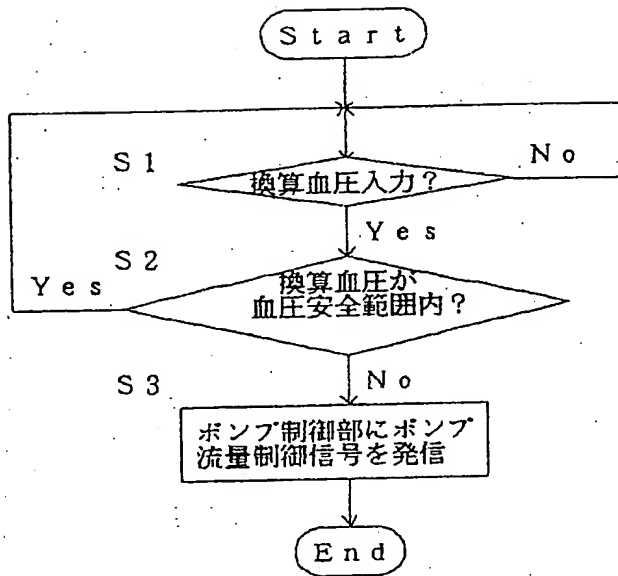 Start
S1
換算血圧入力?
No
Yes
S2
換算血圧が
血圧安全範囲内?
Yes
No
S3
ポンプ制御部にポンプ
流量制御信号を発信
End